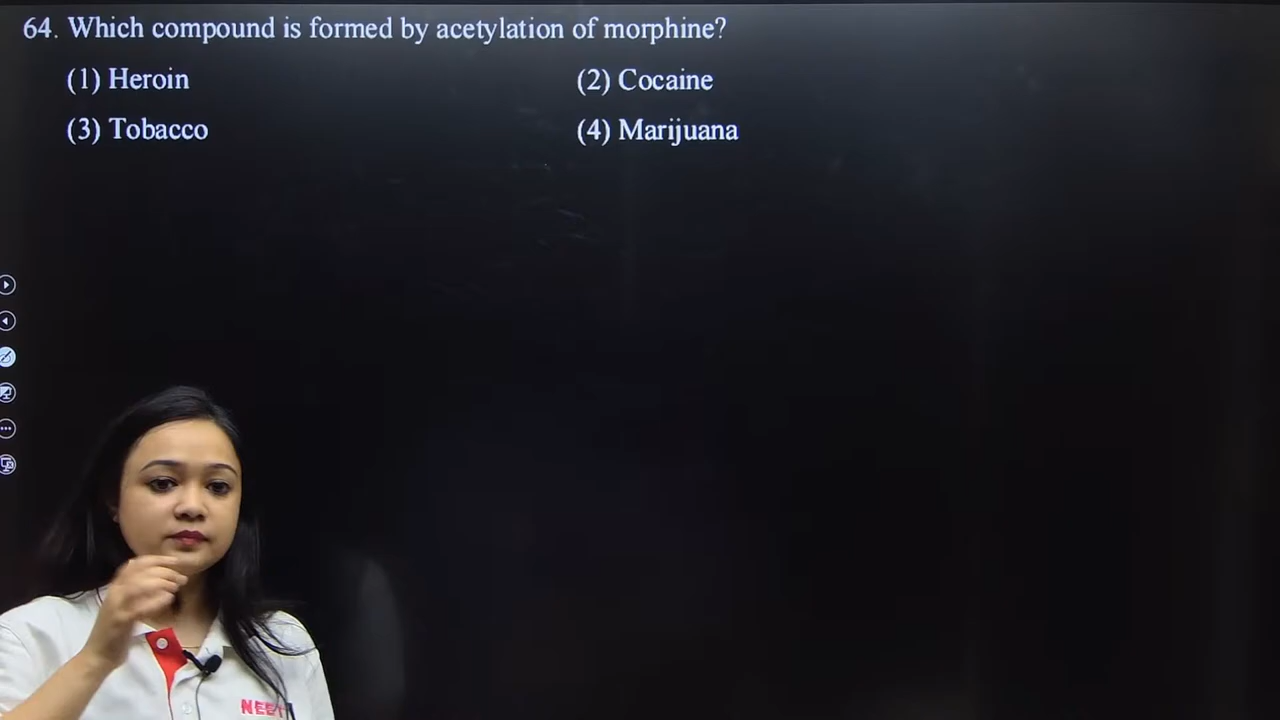 64. Which compound is formed by acetylation of morphine?
(1) Heroin (2) Cocaine
(3) Tobacco (4) Marijuana